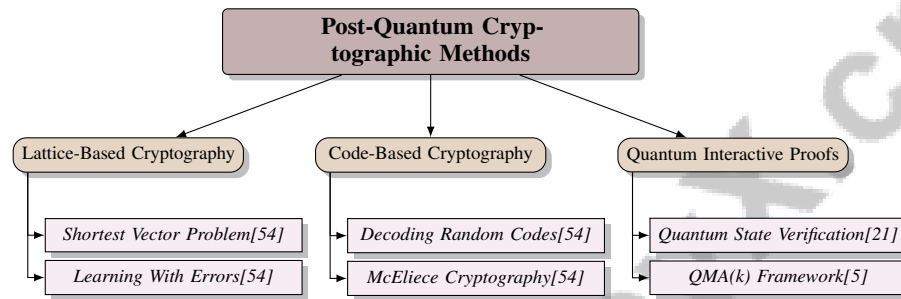 Post-Quantum Cryp-
tographic Methods
Lattice-Based Cryptography
Code-Based Cryptography
Quantum Interactive Proofs
Shortest Vector Problem[54]
Decoding Random Codes[54]
Quantum State Verification[21]
Learning With Errors[54]
McEliece Cryptography[54]
QMA(k) Framework[5]